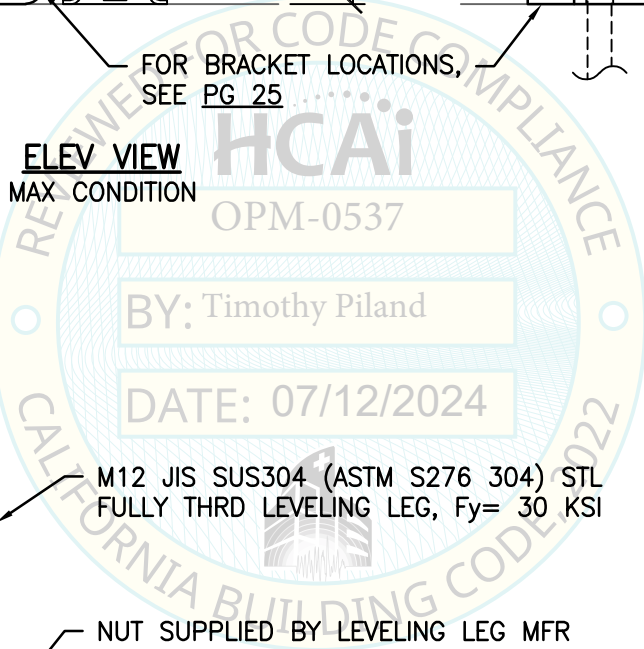 FOR BRACKET LOCATIONS,
SEE PG 25
ELEV VIEW
MAX CONDITION
REVIEWED FOR CODE COMPLIANCE
HCAi
OPM-0537
BY: Timothy Piland
DATE: 07/12/2024
CALIFORNIA BUILDING CODE, 2022
M12 JIS SUS304 (ASTM S276 304) STL
FULLY THRD LEVELING LEG, Fy= 30 KSI
NUT SUPPLIED BY LEVELING LEG MFR